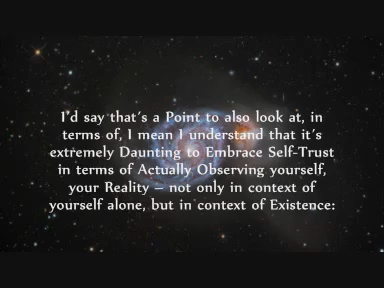 I'd say that's a Point to also look at, in
terms of, I mean I understand that it's
extremely Daunting to Embrace Self-Trust
in terms of Actually Observing yourself,
your Reality – not only in context of
yourself alone, but in context of Existence: